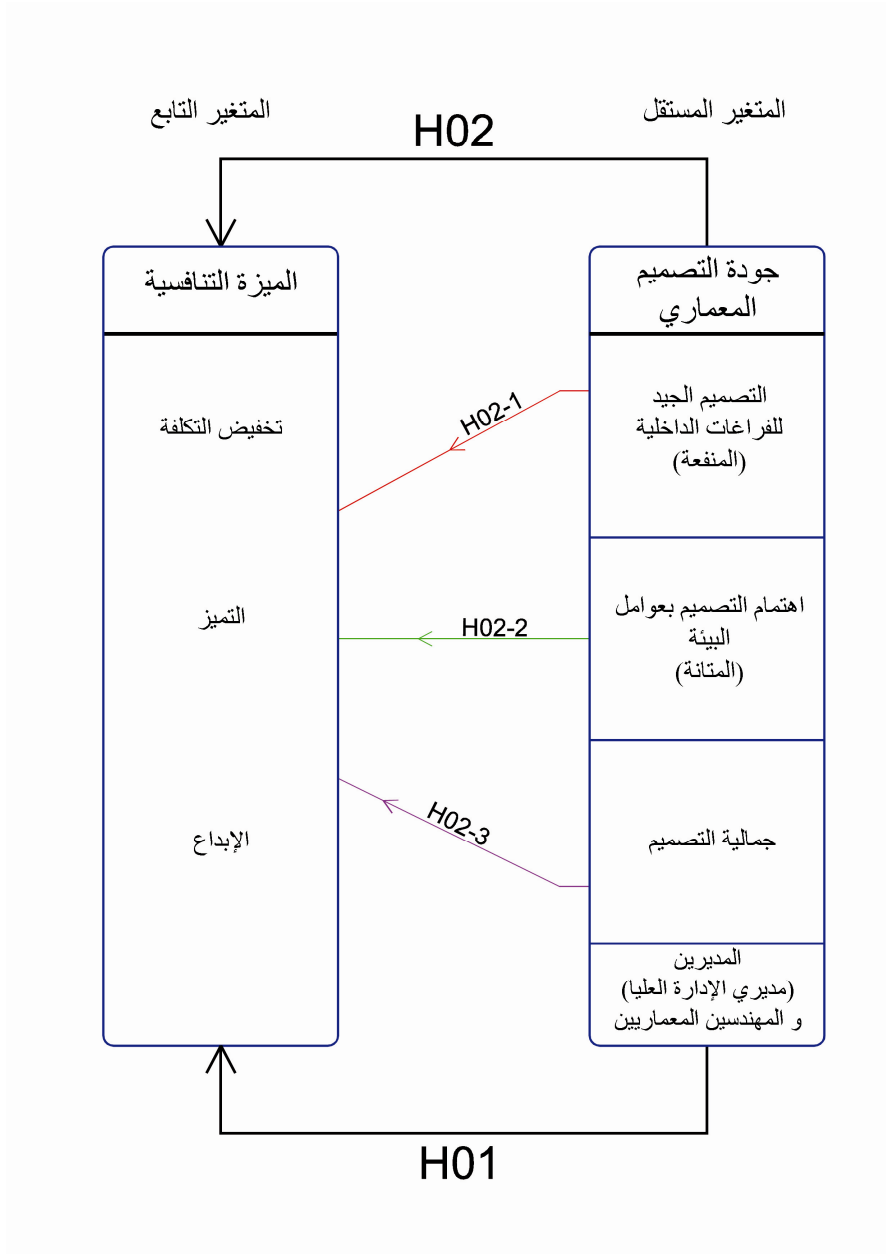 المتغير المستقل
المتغير التابع
H02
جودة التصميم
المعماري
الميزة التنافسية
التصميم الجيد
للفراغات الداخلية
(المنفعة)
H02-1
تخفيض التكلفة
اهتمام التصميم بعوامل
البيئة
(المتانة)
H02-2
التميز
جمالية التصميم
H02-3
الإبداع
المديرين
(مديري الإدارة العليا)
و المهندسين المعماريين
H01